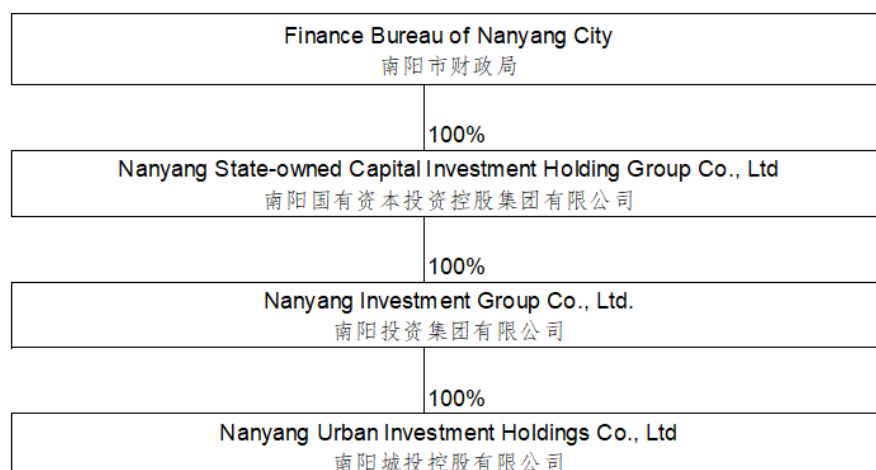 Finance Bureau of Nanyang City
南阳市财政局
100%
Nanyang State-owned Capital Investment Holding Group Co., Ltd
南阳国有资本投资控股集团有限公司
100%
Nanyang Investment Group Co., Ltd.
南阳投资集团有限公司
100%
Nanyang Urban Investment Holdings Co., Ltd
南阳城投控股有限公司